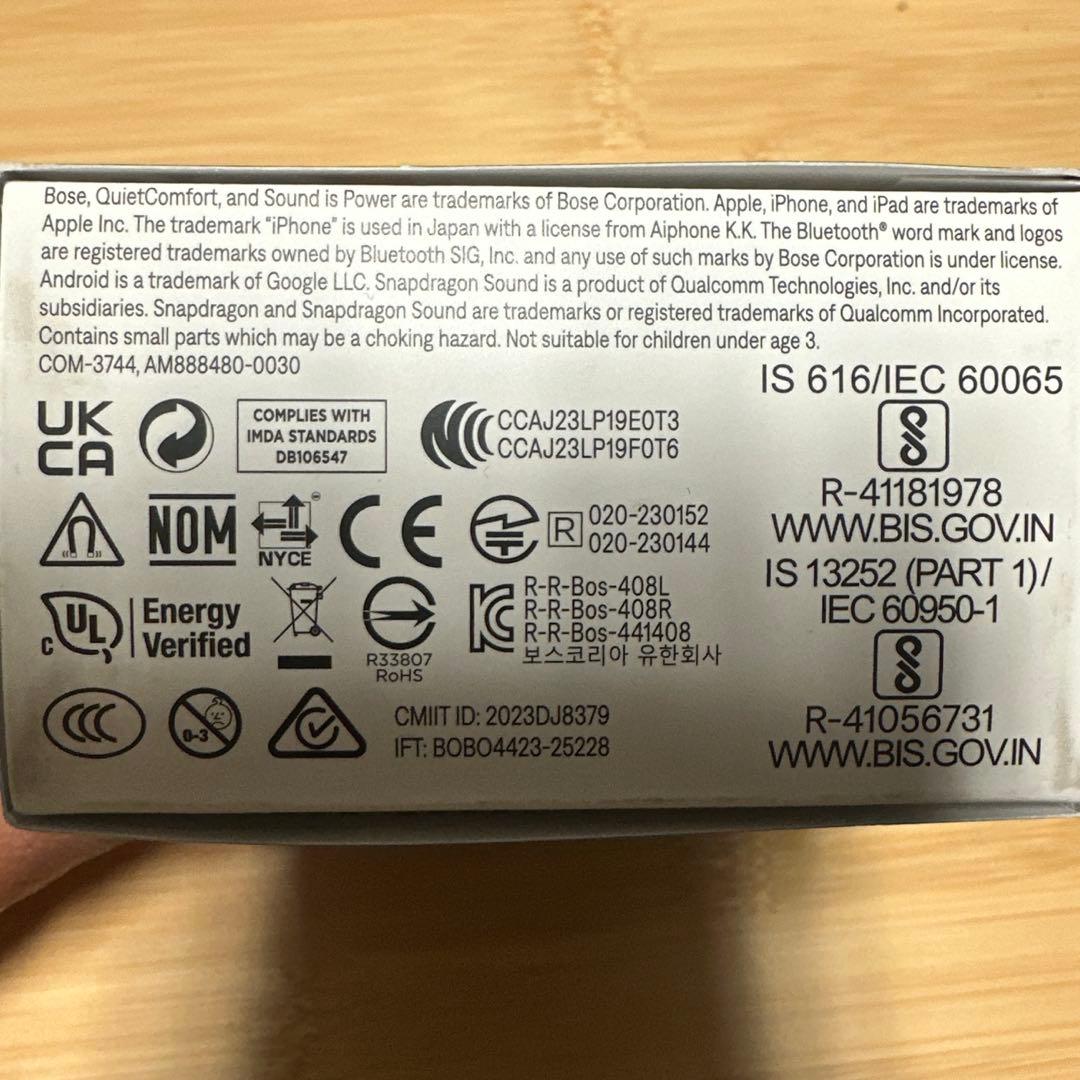 Bose, QuietComfort, and Sound is Power are trademarks of Bose Corporation. Apple, iPhone, and iPad are trademarks of
Apple Inc. The trademark "iPhone" is used in Japan with a license from Aiphone K.K. The Bluetooth® word mark and logos
are registered trademarks owned by Bluetooth SIG, Inc. and any use of such marks by Bose Corporation is under license.
Android is a trademark of Google LLC. Snapdragon Sound is a product of Qualcomm Technologies, Inc. and/or its
subsidiaries. Snapdragon and Snapdragon Sound are trademarks or registered trademarks of Qualcomm Incorporated.
Contains small parts which may be a choking hazard. Not suitable for children under age 3.
COM-3744, AM888480-0030
UK
CA
COMPLIES WITH
IMDA STANDARDS
DB106547
CCAJ23LP19E0T3
CCAJ23LP19F0T6
NOM
NYCE
CE
R
020-230152
020-230144
c UL
Energy
Verified
R33807
RoHS
KC
R-R-Bos-408L
R-R-Bos-408R
R-R-Bos-441408
보스코리아 유한회사
CCC
0-3
CMIIT ID: 2023DJ8379
IFT: BOBO4423-25228
IS 616/IEC 60065
R-41181978
WWW.BIS.GOV.IN
IS 13252 (PART 1)/
IEC 60950-1
R-41056731
WWW.BIS.GOV.IN